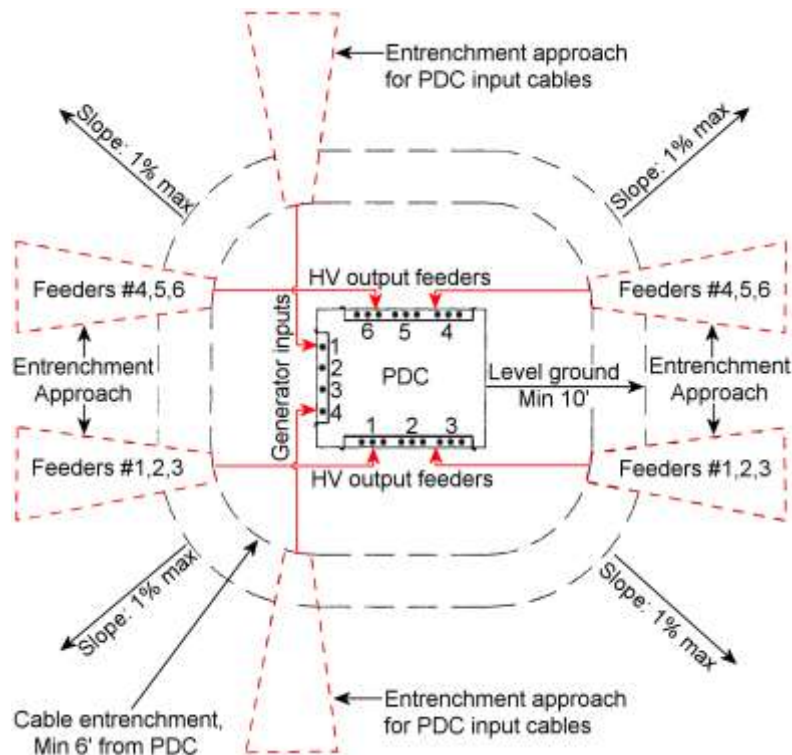 Entrenchment approach
for PDC input cables
Slope: 1% max
Slope: 1% max
Feeders #4,5,6
HV output feeders
Feeders #4,5,6
6 5 4
Entrenchment
Approach
Generator inputs
1
2
3
4
PDC
Level ground
Min 10'
Entrenchment
Approach
1 2 3
Feeders #1,2,3
HV output feeders
Feeders #1,2,3
Slope: 1% max
Slope: 1% max
Cable entrenchment,
Min 6' from PDC
Entrenchment approach
for PDC input cables